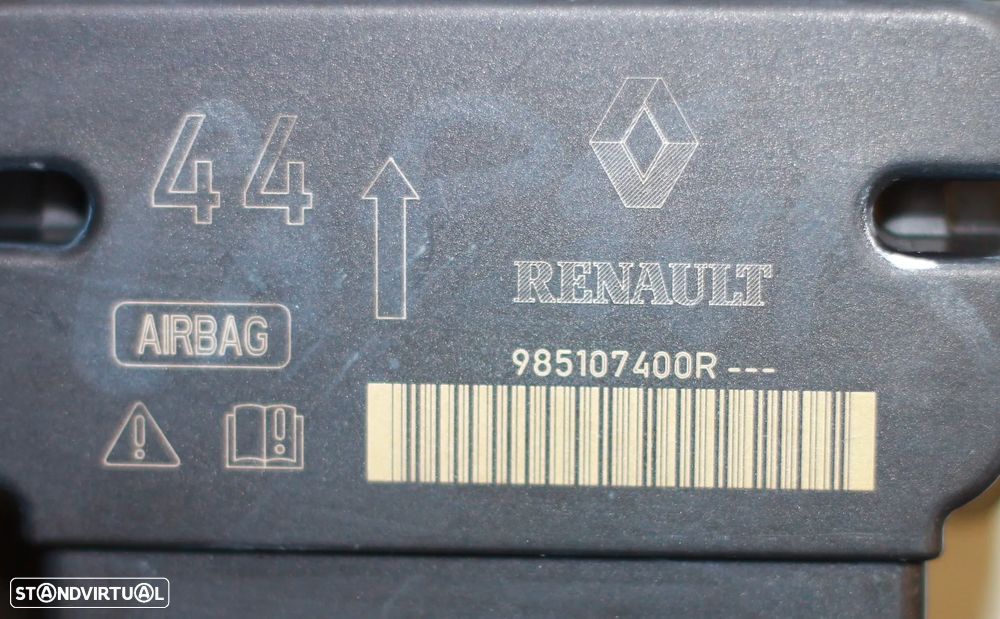 44
RENAULT
AIRBAG
985107400R ---
STANDVIRTUAL